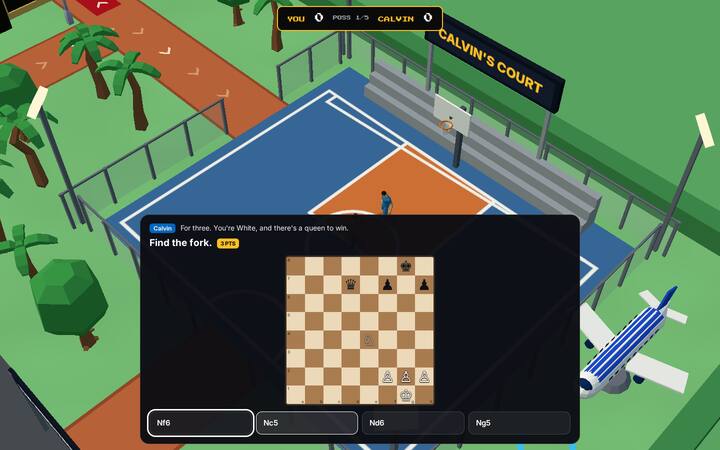 YOU 0 POSS 1/5 CALVIN 0
CALVIN'S COURT
Calvin For three. You're White, and there's a queen to win.
Find the fork. 3 PTS
Nf6
Nc5
Nd6
Ng5